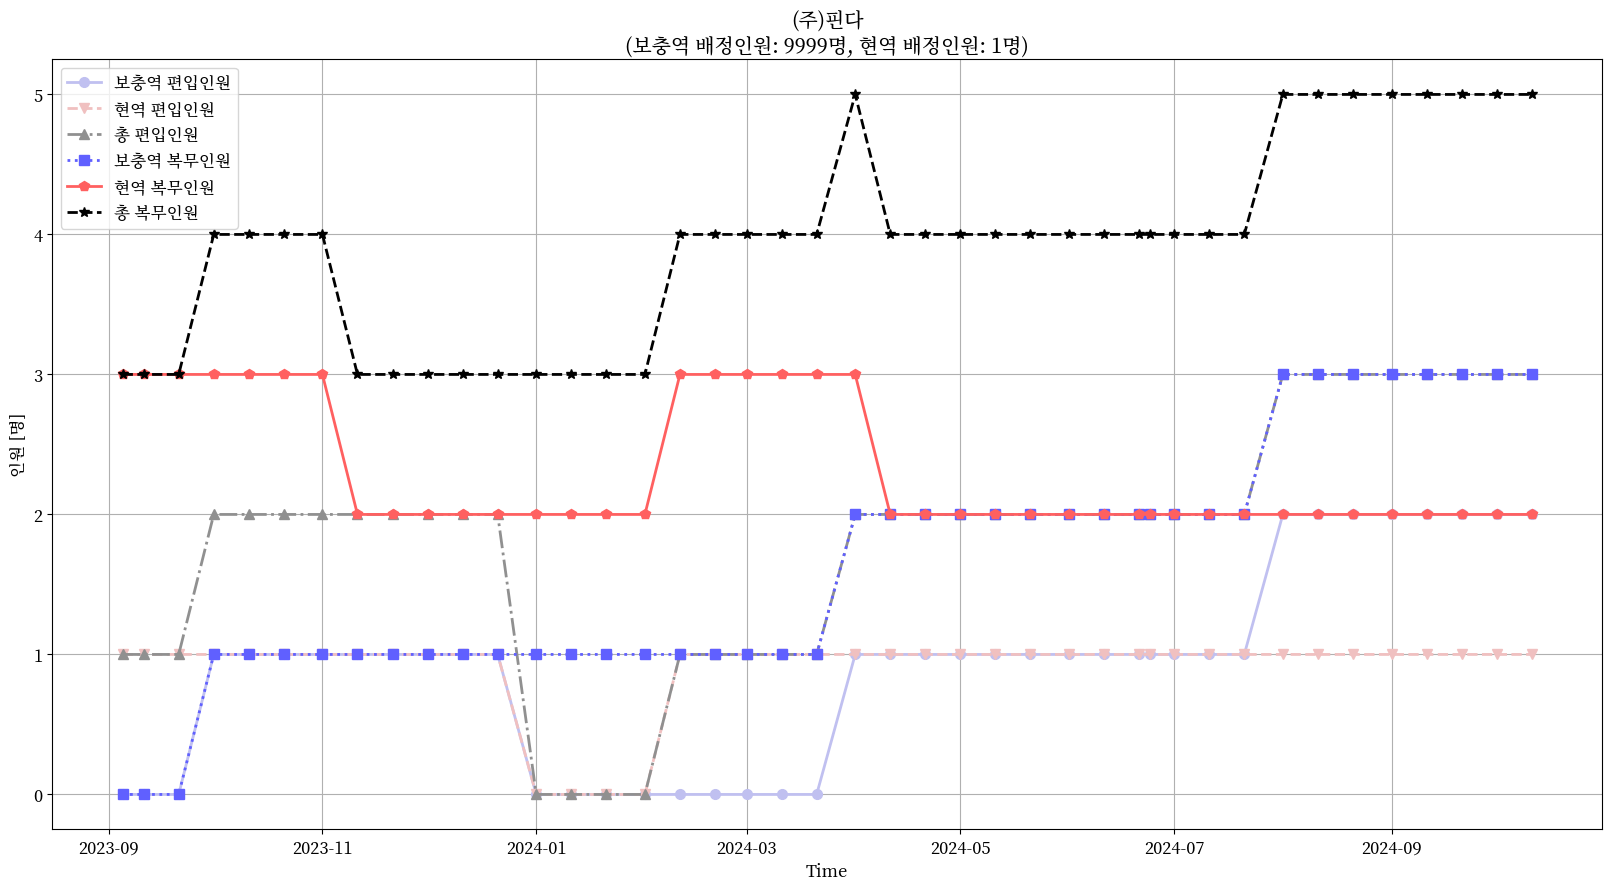 (주)핀다
(보충역 배정인원: 9999명, 현역 배정인원: 1명)
보충역 편입인원
현역 편입인원
총 편입인원
보충역 복무인원
현역 복무인원
총 복무인원
5
4
3
2
1
0
인원 [명]
2023-09
2023-11
2024-01
2024-03
2024-05
2024-07
2024-09
Time